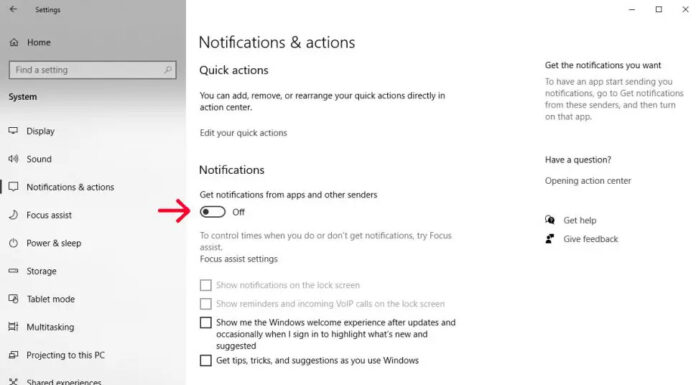 Settings
Home
Find a setting
System
Display
Sound
Notifications & actions
Focus assist
Power & sleep
Storage
Tablet mode
Multitasking
Projecting to this PC
Shared experiences
Notifications & actions
Quick actions
You can add, remove, or rearrange your quick actions directly in
action center.
Edit your quick actions
Notifications
Get notifications from apps and other senders
Off
To control times when you do or don't get notifications, try Focus
assist.
Focus assist settings
Show notifications on the lock screen
Show reminders and incoming VoIP calls on the lock screen
Show me the Windows welcome experience after updates and
occasionally when I sign in to highlight what's new and
suggested
Get tips, tricks, and suggestions as you use Windows
Get the notifications you want
To have an app start sending you
notifications, go to Get notifications
from these senders, and then turn
on that app.
Have a question?
Opening action center
Get help
Give feedback